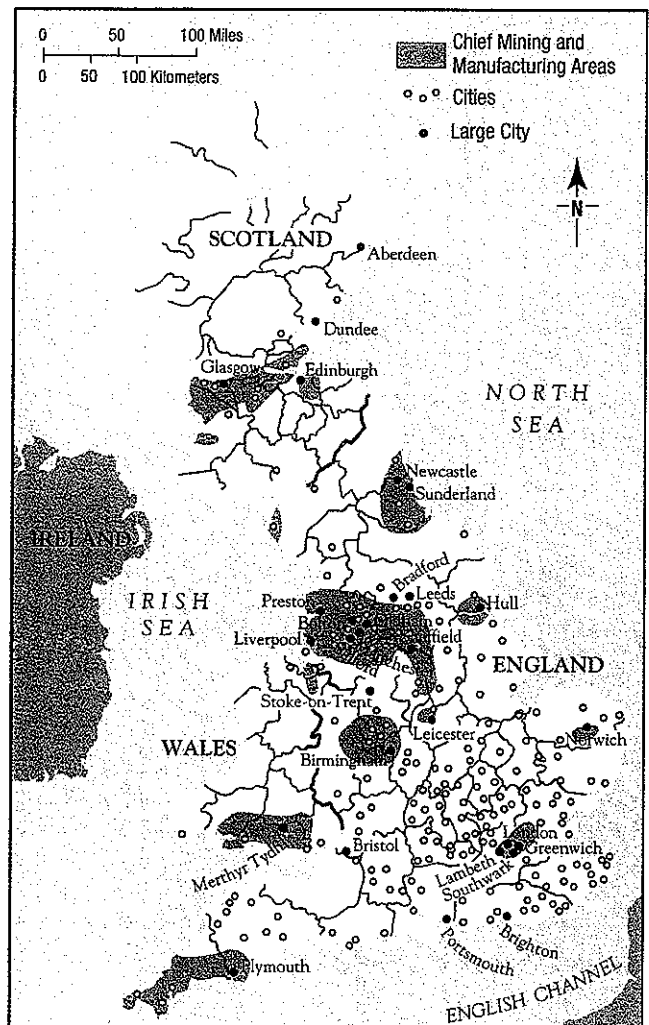 0 50 100 Miles
0 50 100 Kilometers
Chief Mining and
Manufacturing Areas
Cities
Large City
N
SCOTLAND
Aberdeen
Dundee
Glasgow
Edinburgh
NORTH
SEA
Newcastle
Sunderland
IRELAND
IRISH
SEA
Bradford
Leeds
Preston
Hull
Liverpool
ENGLAND
Stoke-on-Trent
WALES
Leicester
Norwich
Birmingham
London
Greenwich
Merthyr Tydfil
Bristol
Lambeth
Southwark
Portsmouth
Brighton
Plymouth
ENGLISH CHANNEL